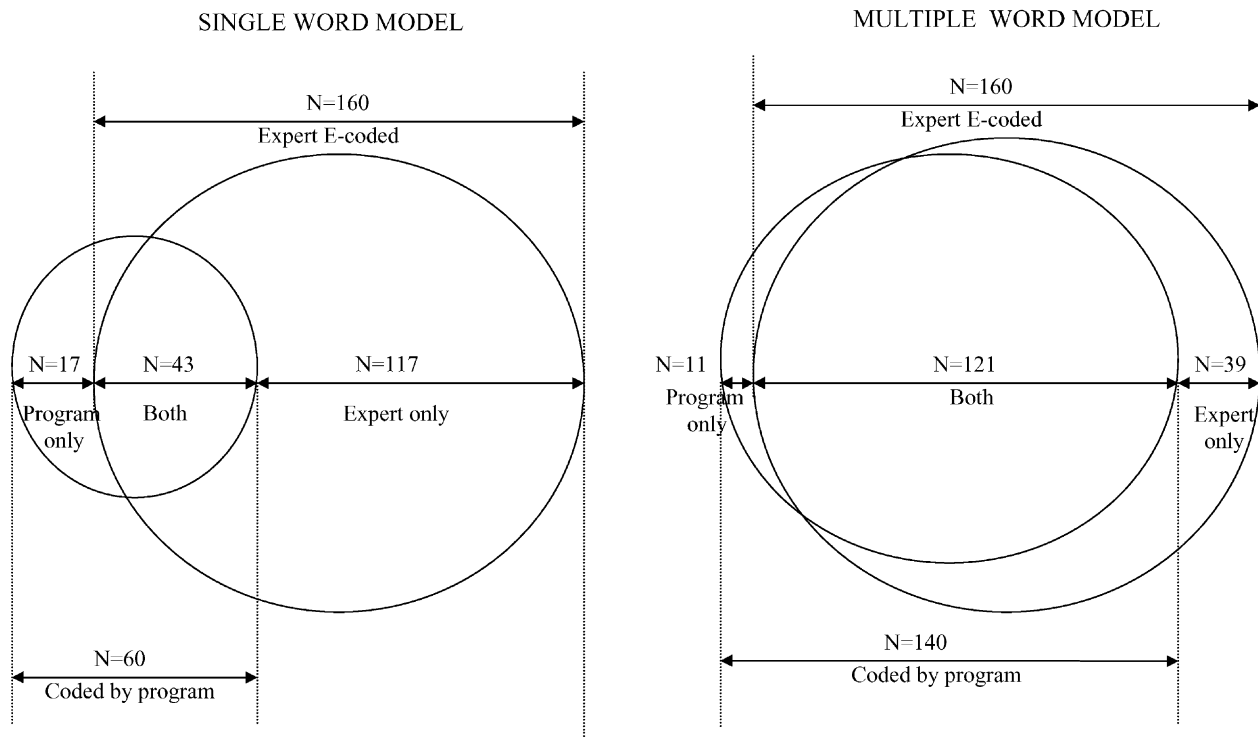 SINGLE WORD MODEL
N=160
Expert E-coded
N=17
N=43
N=117
Program
only
Both
Expert only
N=60
Coded by program
MULTIPLE WORD MODEL
N=160
Expert E-coded
N=11
N=121
N=39
Program
only
Both
Expert
only
N=140
Coded by program